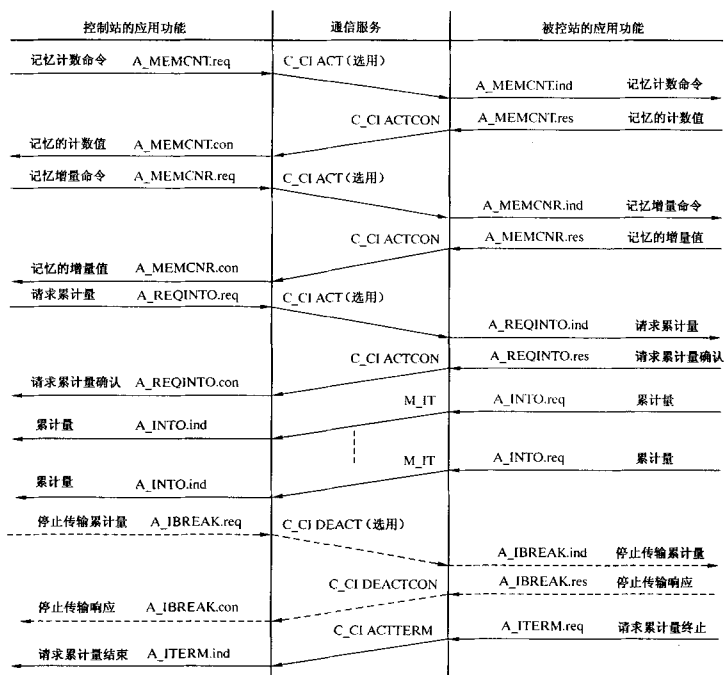 控制站的应用功能 通信服务 被控站的应用功能
记忆计数命令 A_MEMCNT.req C_CI ACT(选用)
A_MEMCNT.ind 记忆计数命令
C_CI ACTCON A_MEMCNT.res 记忆的计数值
记忆的计数值 A_MEMCNT.con
记忆增量命令 A_MEMCNR.req C_CI ACT(选用)
A_MEMCNR.ind 记忆增量命令
C_CI ACTCON A_MEMCNR.res 记忆的增量值
记忆的增量值 A_MEMCNR.con
请求累计量 A_REQINTO.req C_CI ACT(选用)
A_REQINTO.ind 请求累计量
C_CI ACTCON A_REQINTO.res 请求累计量确认
请求累计量确认 A_REQINTO.con
M_IT A_INTO.req 累计量
累计量 A_INTO.ind
M_IT A_INTO.req 累计量
累计量 A_INTO.ind
停止传输累计量 A_IBREAK.req C_CI DEACT(选用)
A_IBREAK.ind 停止传输累计量
C_CI DEACTCON A_IBREAK.res 停止传输响应
停止传输响应 A_IBREAK.con
C_CI ACTTERM A_ITERM.req 请求累计量终止
请求累计量结束 A_ITERM.ind